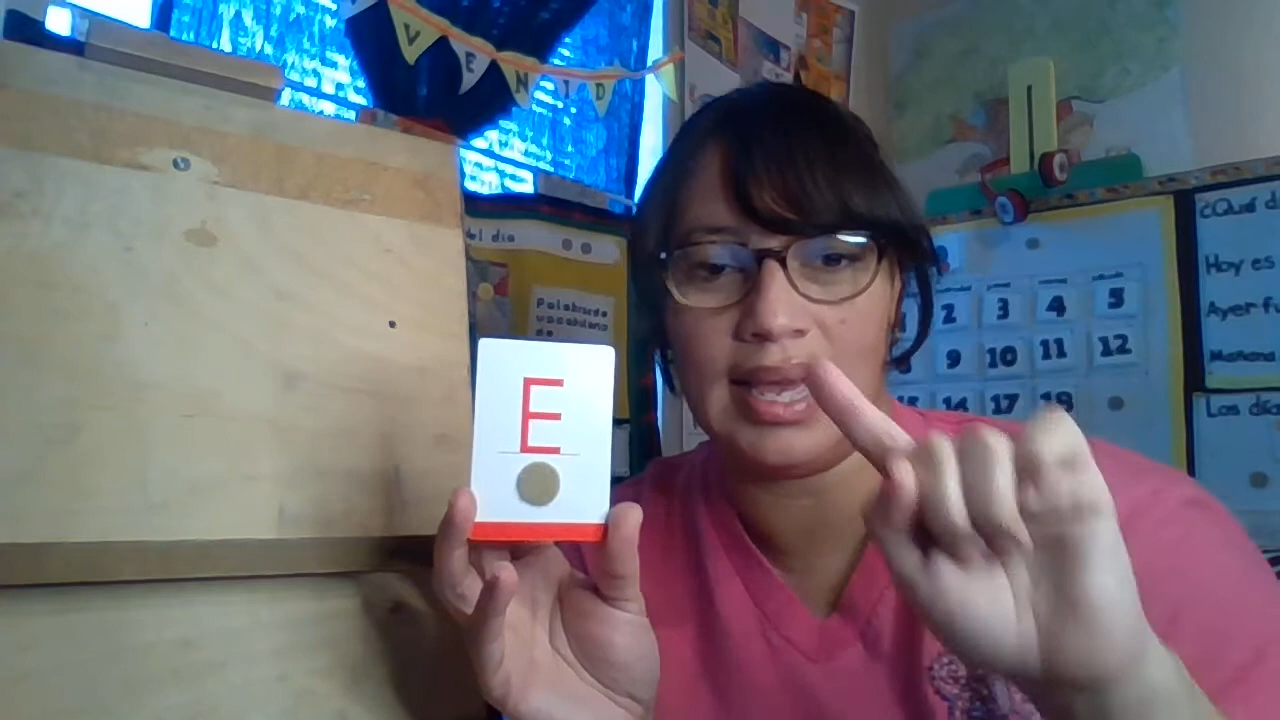 V E N I D
del día
Palabras de
vocabulario
de
E
2 3 4 5
9 10 11 12
16 17 18
¿Qué d
Hoy es
Ayer fu
Mañana
Los día